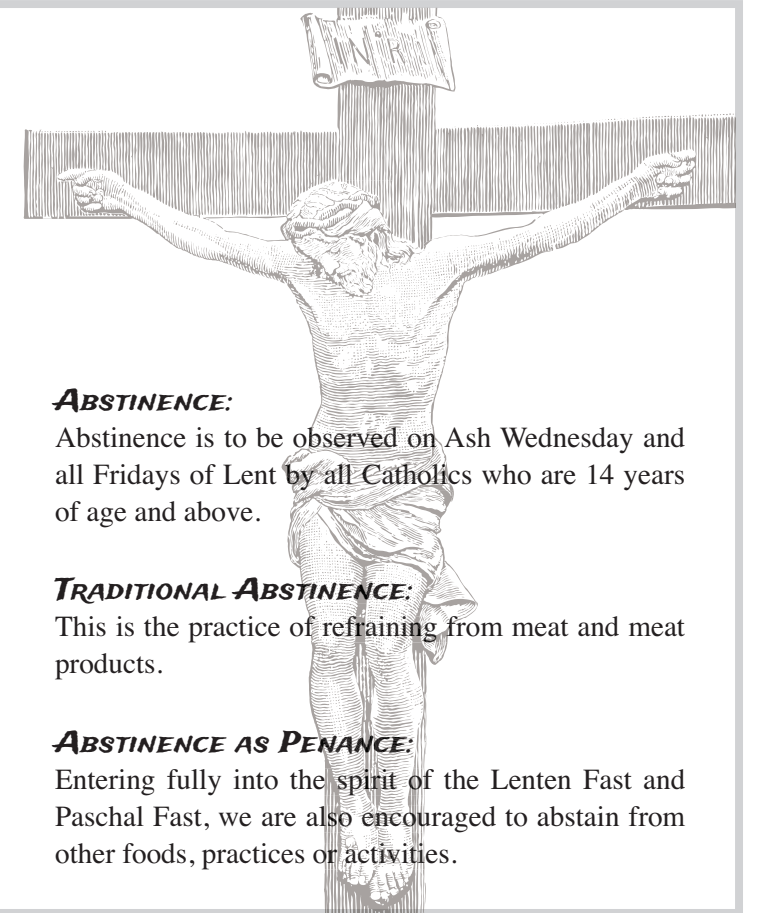 INRI
ABSTINENCE:
Abstinence is to be observed on Ash Wednesday and
all Fridays of Lent by all Catholics who are 14 years
of age and above.
TRADITIONAL ABSTINENCE:
This is the practice of refraining from meat and meat
products.
ABSTINENCE AS PENANCE:
Entering fully into the spirit of the Lenten Fast and
Paschal Fast, we are also encouraged to abstain from
other foods, practices or activities.